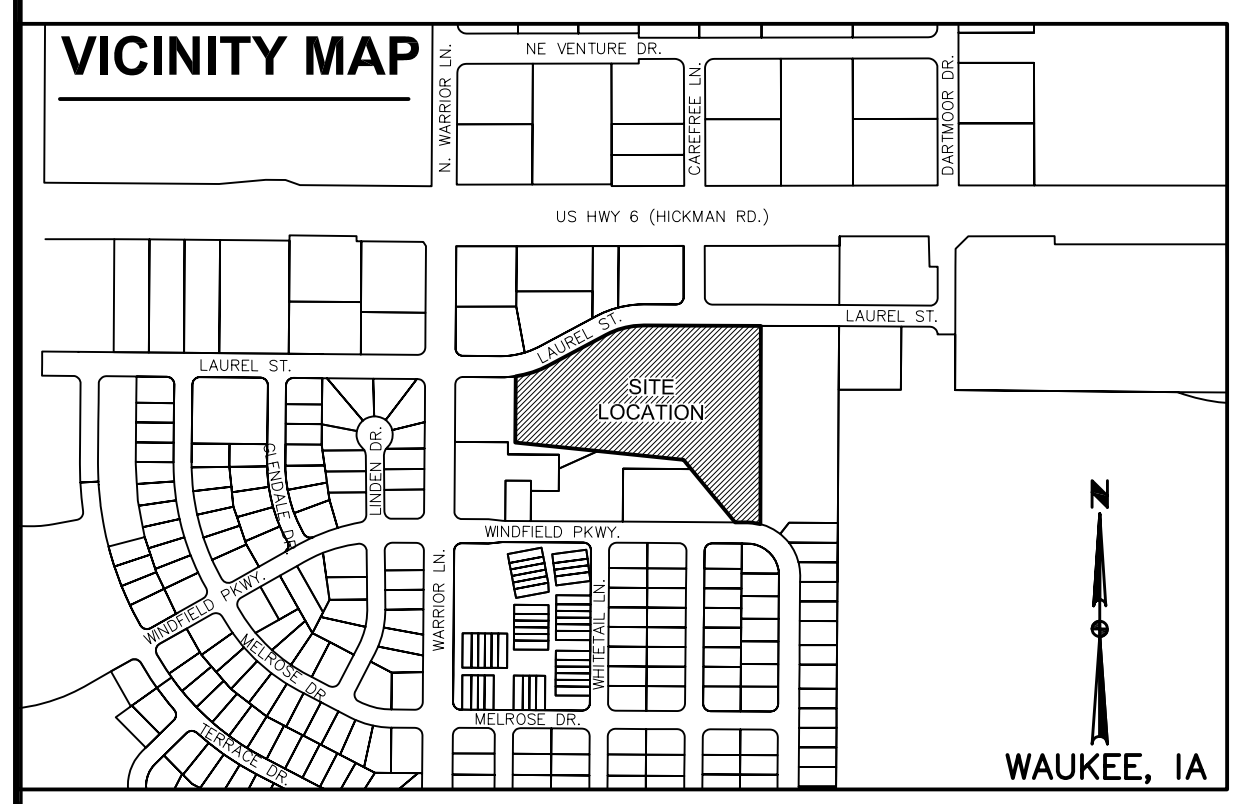 VICINITY MAP
NE VENTURE DR.
N. WARRIOR LN.
CAREFREE LN.
DARTMOOR DR.
US HWY 6 (HICKMAN RD.)
LAUREL ST.
LAUREL ST.
LAUREL ST.
SITE
LOCATION
LINDEN DR.
GLENDALE DR.
N
WINDFIELD PKWY.
WINDFIELD PKWY.
WARRIOR LN.
WHITETAIL LN.
MELROSE DR.
MELROSE DR.
TERRACE DR.
WAUKEE, IA